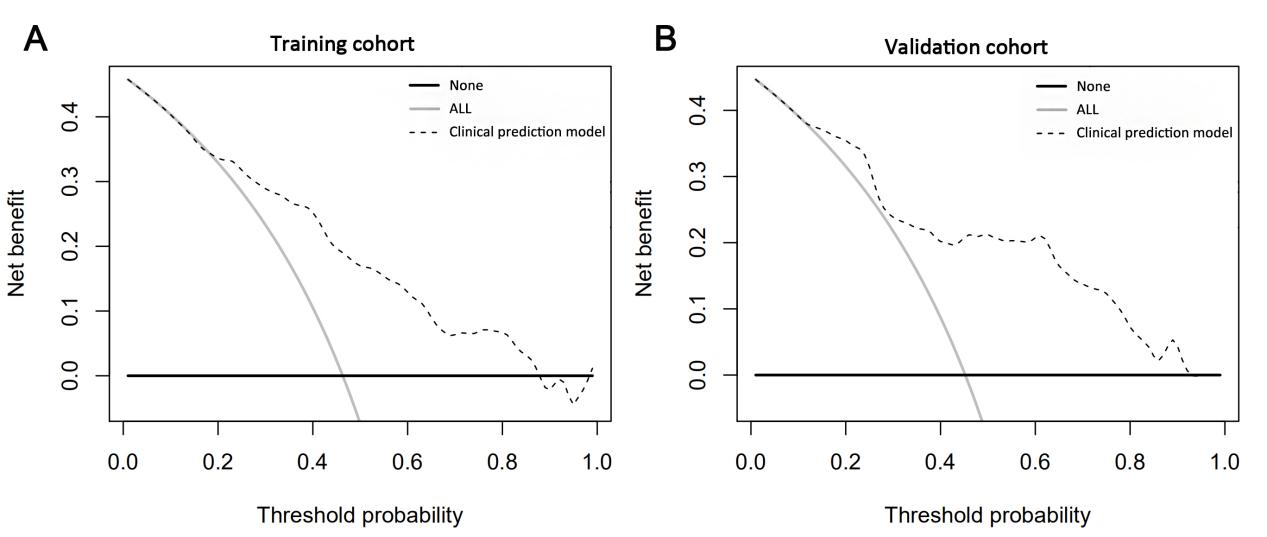 A
Training cohort
None
ALL
Clinical prediction model
Net benefit
0.4
0.3
0.2
0.1
0.0
0.0 0.2 0.4 0.6 0.8 1.0
Threshold probability
B
Validation cohort
None
ALL
Clinical prediction model
Net benefit
0.4
0.3
0.2
0.1
0.0
0.0 0.2 0.4 0.6 0.8 1.0
Threshold probability